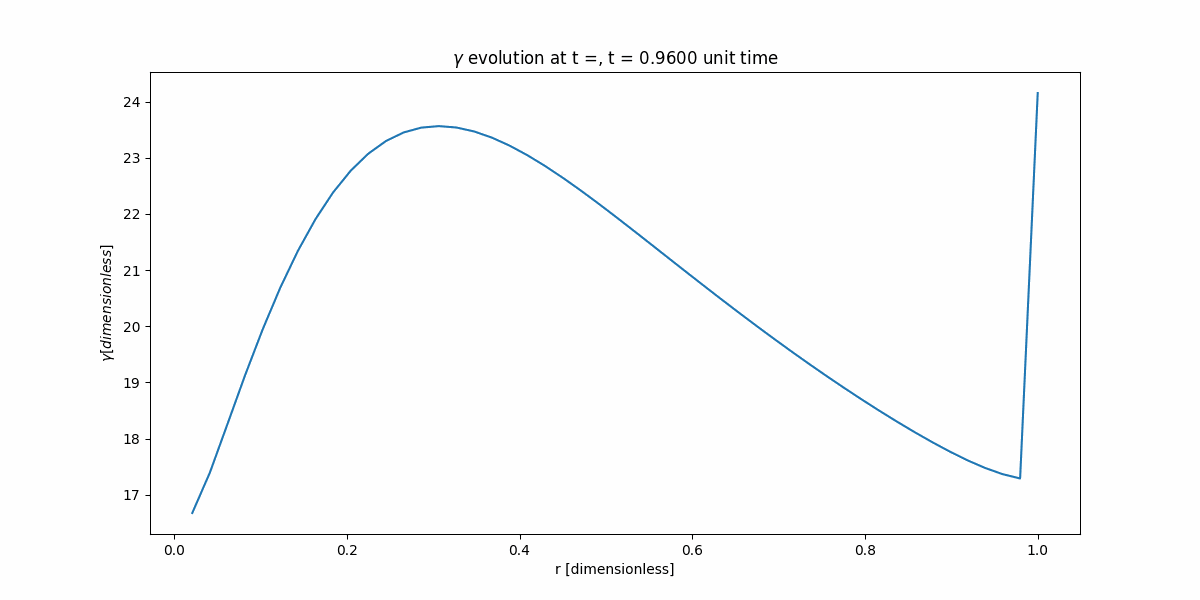 γ evolution at t =, t = 0.9600 unit time
24
23
22
21
20
19
18
17
γ[dimensionless]
0.0 0.2 0.4 0.6 0.8 1.0
r [dimensionless]